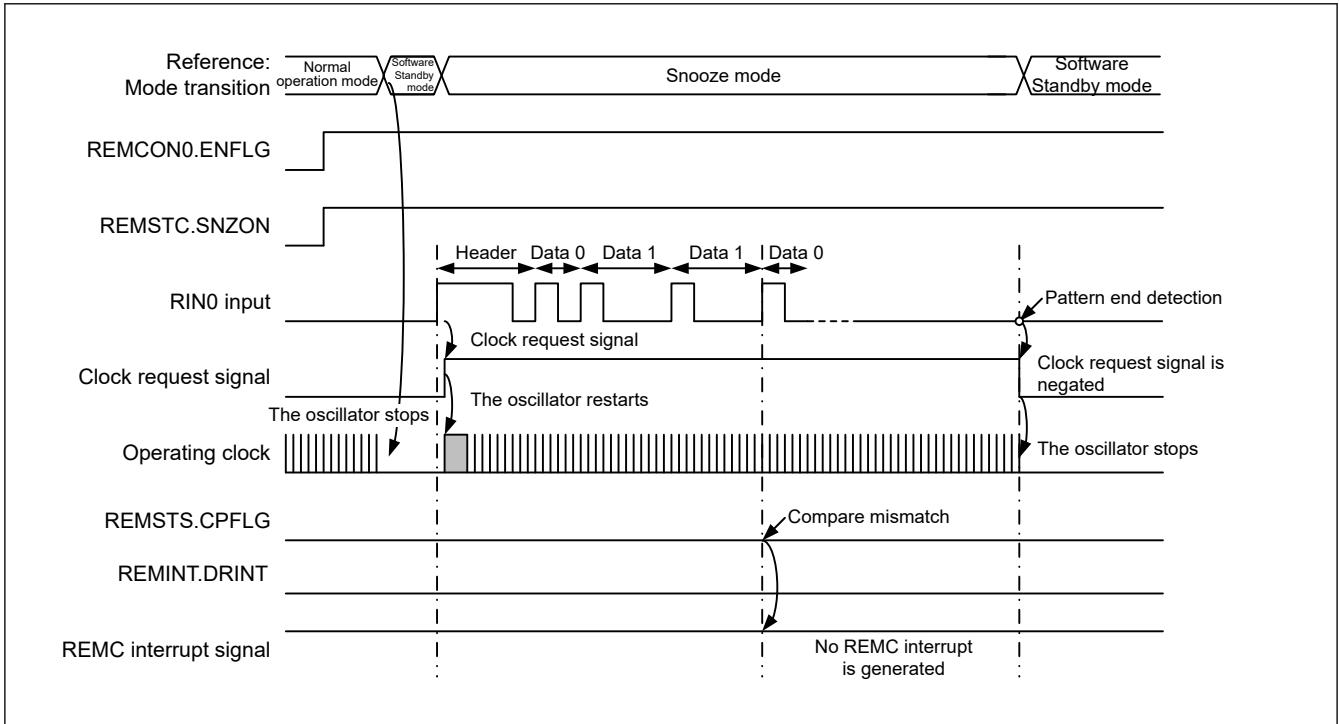 Reference:
Mode transition
Normal
operation mode
Software
Standby
mode
Snooze mode
Software
Standby mode
REMCON0.ENFLG
REMSTC.SNZON
Header Data 0 Data 1 Data 1 Data 0
RIN0 input
Pattern end detection
Clock request signal
Clock request signal
Clock request signal is
negated
The oscillator restarts
The oscillator stops
Operating clock
The oscillator stops
REMSTS.CPFLG
Compare mismatch
REMINT.DRINT
REMC interrupt signal
No REMC interrupt
is generated